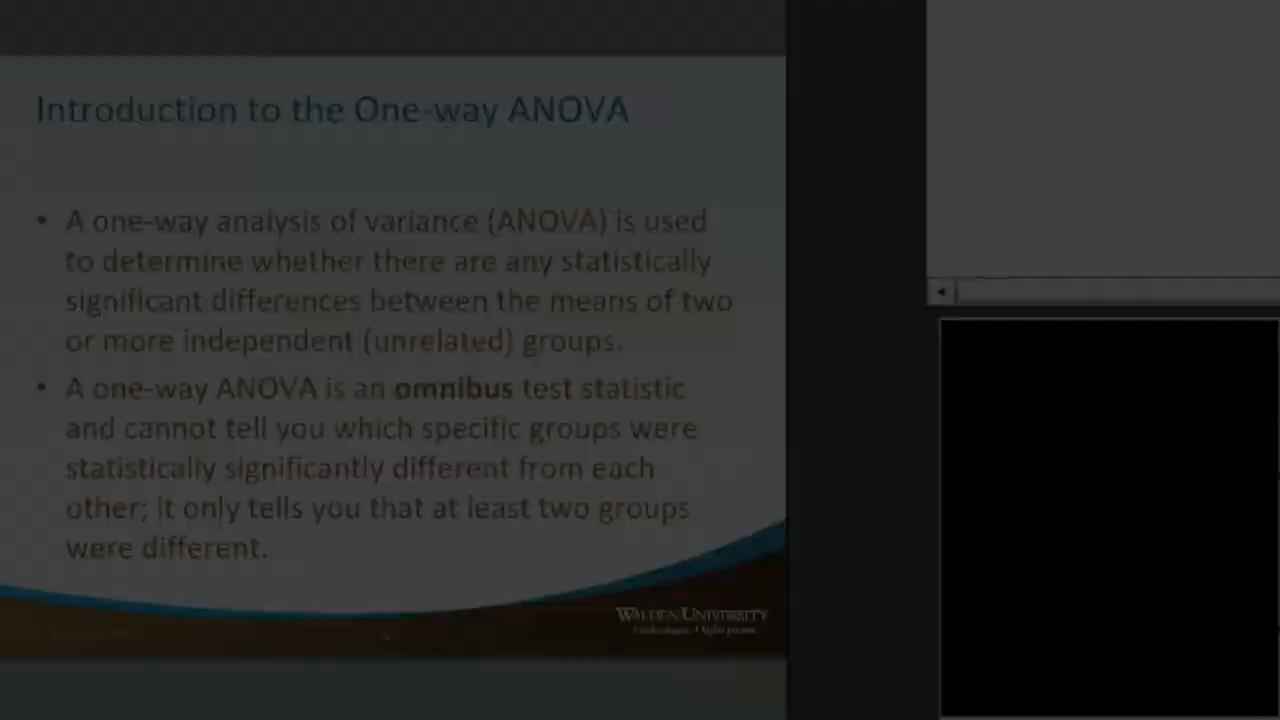 Introduction to the One-way ANOVA
• A one-way analysis of variance (ANOVA) is used
to determine whether there are any statistically
significant differences between the means of two
or more independent (unrelated) groups.
• A one-way ANOVA is an omnibus test statistic
and cannot tell you which specific groups were
statistically significantly different from each
other; it only tells you that at least two groups
were different.
WALDEN UNIVERSITY